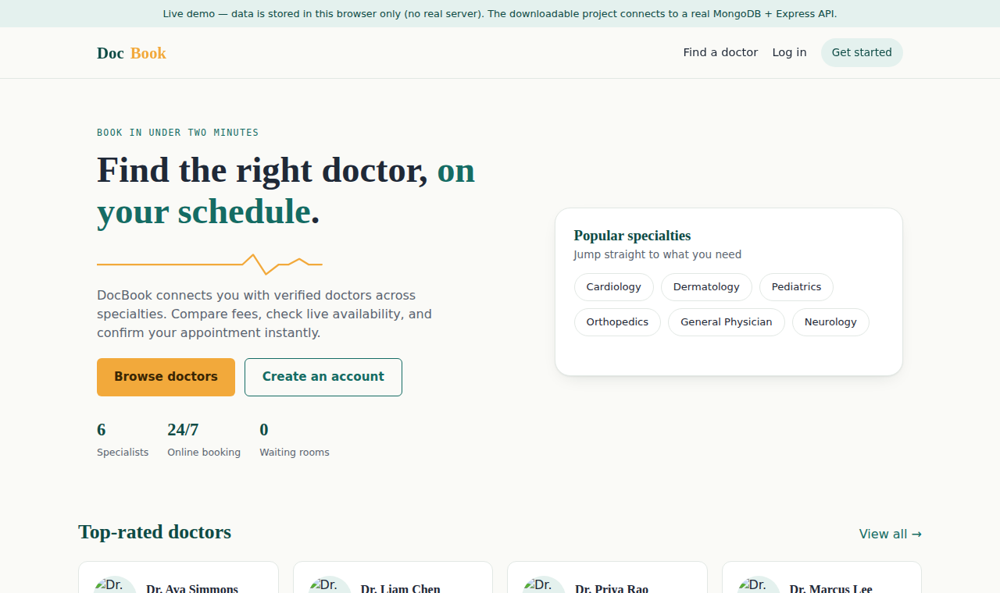 Live demo — data is stored in this browser only (no real server). The downloadable project connects to a real MongoDB + Express API.
Doc Book
Find a doctor
Log in
Get started
BOOK IN UNDER TWO MINUTES
Find the right doctor, on
your schedule.
DocBook connects you with verified doctors across
specialties. Compare fees, check live availability, and
confirm your appointment instantly.
Browse doctors
Create an account
6
Specialists
24/7
Online booking
0
Waiting rooms
Popular specialties
Jump straight to what you need
Cardiology
Dermatology
Pediatrics
Orthopedics
General Physician
Neurology
Top-rated doctors
View all →
Dr.
Dr. Ava Simmons
Dr.
Dr. Liam Chen
Dr.
Dr. Priya Rao
Dr.
Dr. Marcus Lee